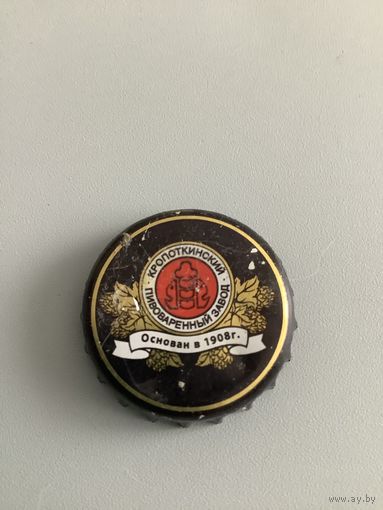 КРОПОТКИНСКИЙ
ПИВОВАРЕННЫЙ ЗАВОД
Основан в 1908г.
www.ay.by